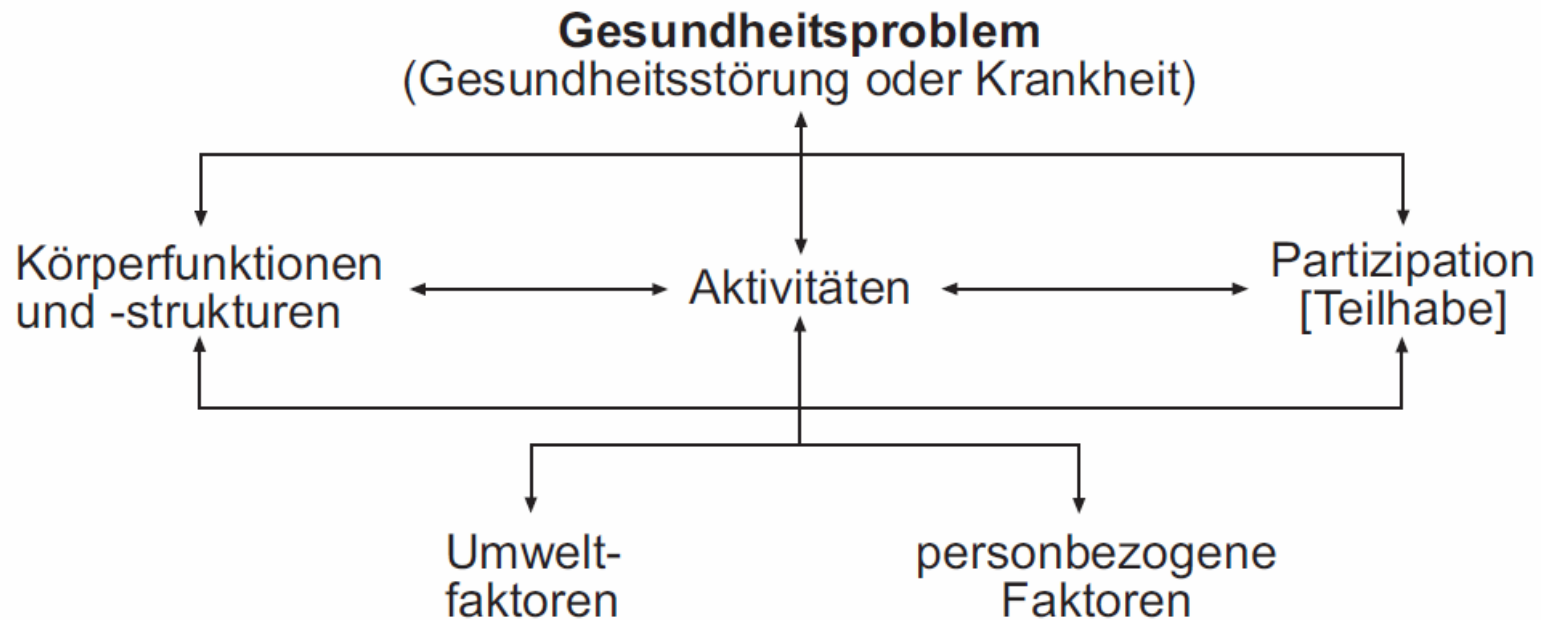 Gesundheitsproblem
(Gesundheitsstörung oder Krankheit)
Körperfunktionen
und -strukturen
Aktivitäten
Partizipation
[Teilhabe]
Umwelt-
faktoren
personbezogene
Faktoren